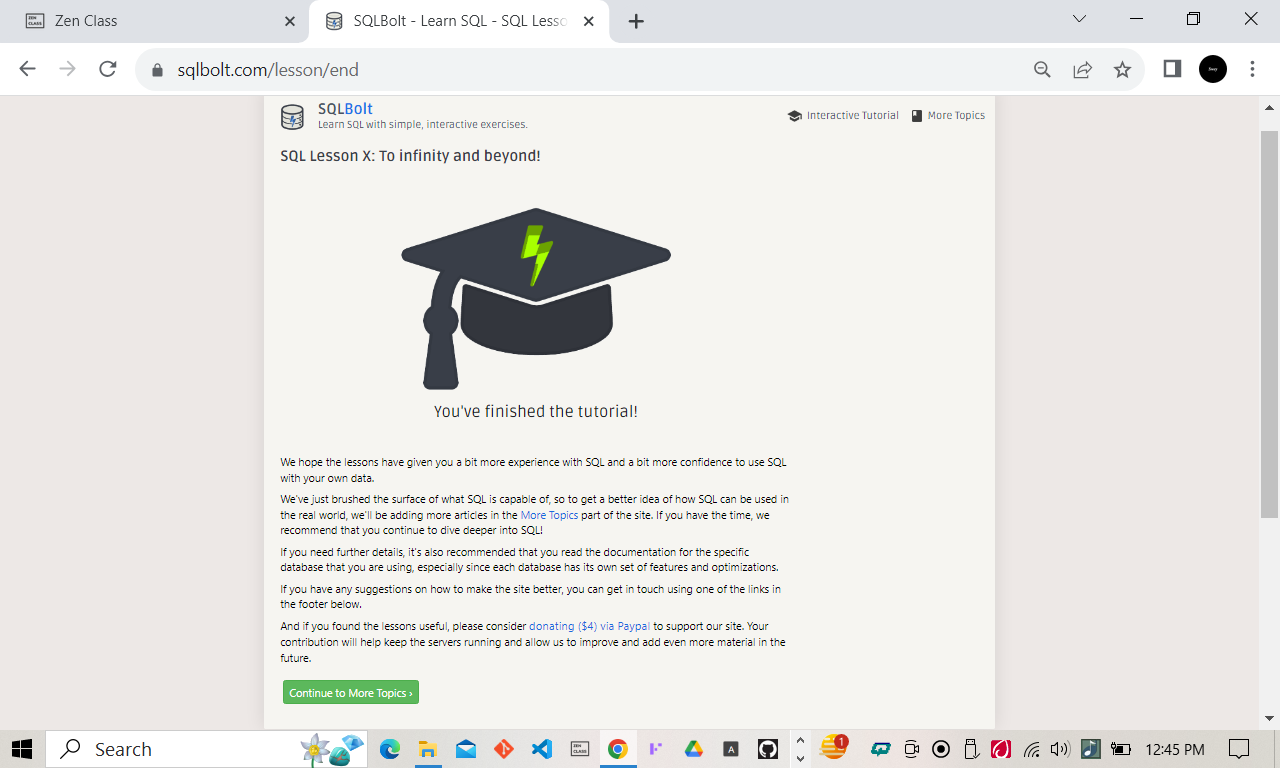 Zen Class
SQLBolt - Learn SQL - SQL Lesso
sqlbolt.com/lesson/end
SQLBolt
Learn SQL with simple, interactive exercises.
Interactive Tutorial
More Topics
SQL Lesson X: To infinity and beyond!
You've finished the tutorial!
We hope the lessons have given you a bit more experience with SQL and a bit more confidence to use SQL
with your own data.
We've just brushed the surface of what SQL is capable of, so to get a better idea of how SQL can be used in
the real world, we'll be adding more articles in the More Topics part of the site. If you have the time, we
recommend that you continue to dive deeper into SQL!
If you need further details, it's also recommended that you read the documentation for the specific
database that you are using, especially since each database has its own set of features and optimizations.
If you have any suggestions on how to make the site better, you can get in touch using one of the links in
the footer below.
And if you found the lessons useful, please consider donating ($4) via Paypal to support our site. Your
contribution will help keep the servers running and allow us to improve and add even more material in the
future.
Continue to More Topics ›
Search
ZEN
CLASS
A
1
12:45 PM